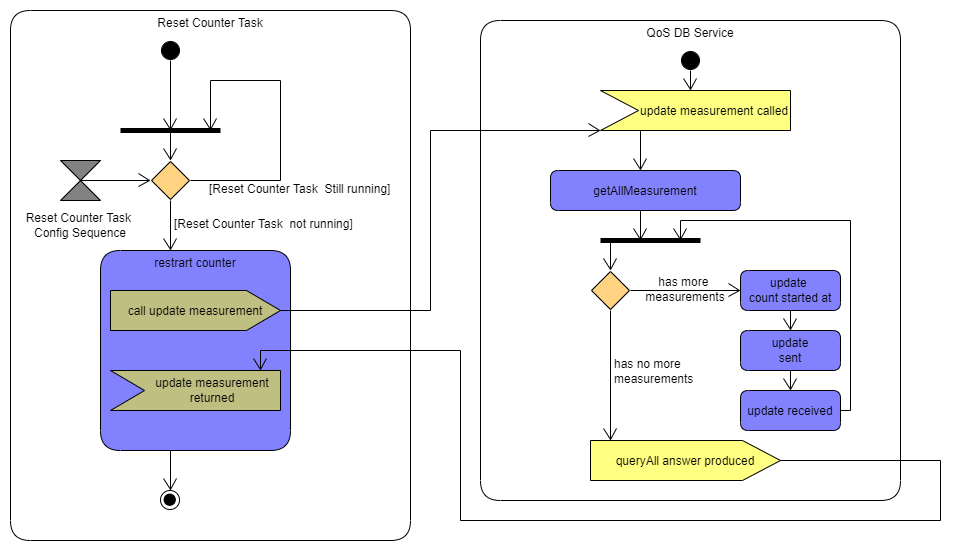 Reset Counter Task
[Reset Counter Task  Still running]
Reset Counter Task
Config Sequence
[Reset Counter Task  not running]
restrart counter
call update measurement
update measurement
returned
QoS DB Service
update measurement called
getAllMeasurement
has more
measurements
update
count started at
update
sent
has no more
measurements
update received
queryAll answer produced